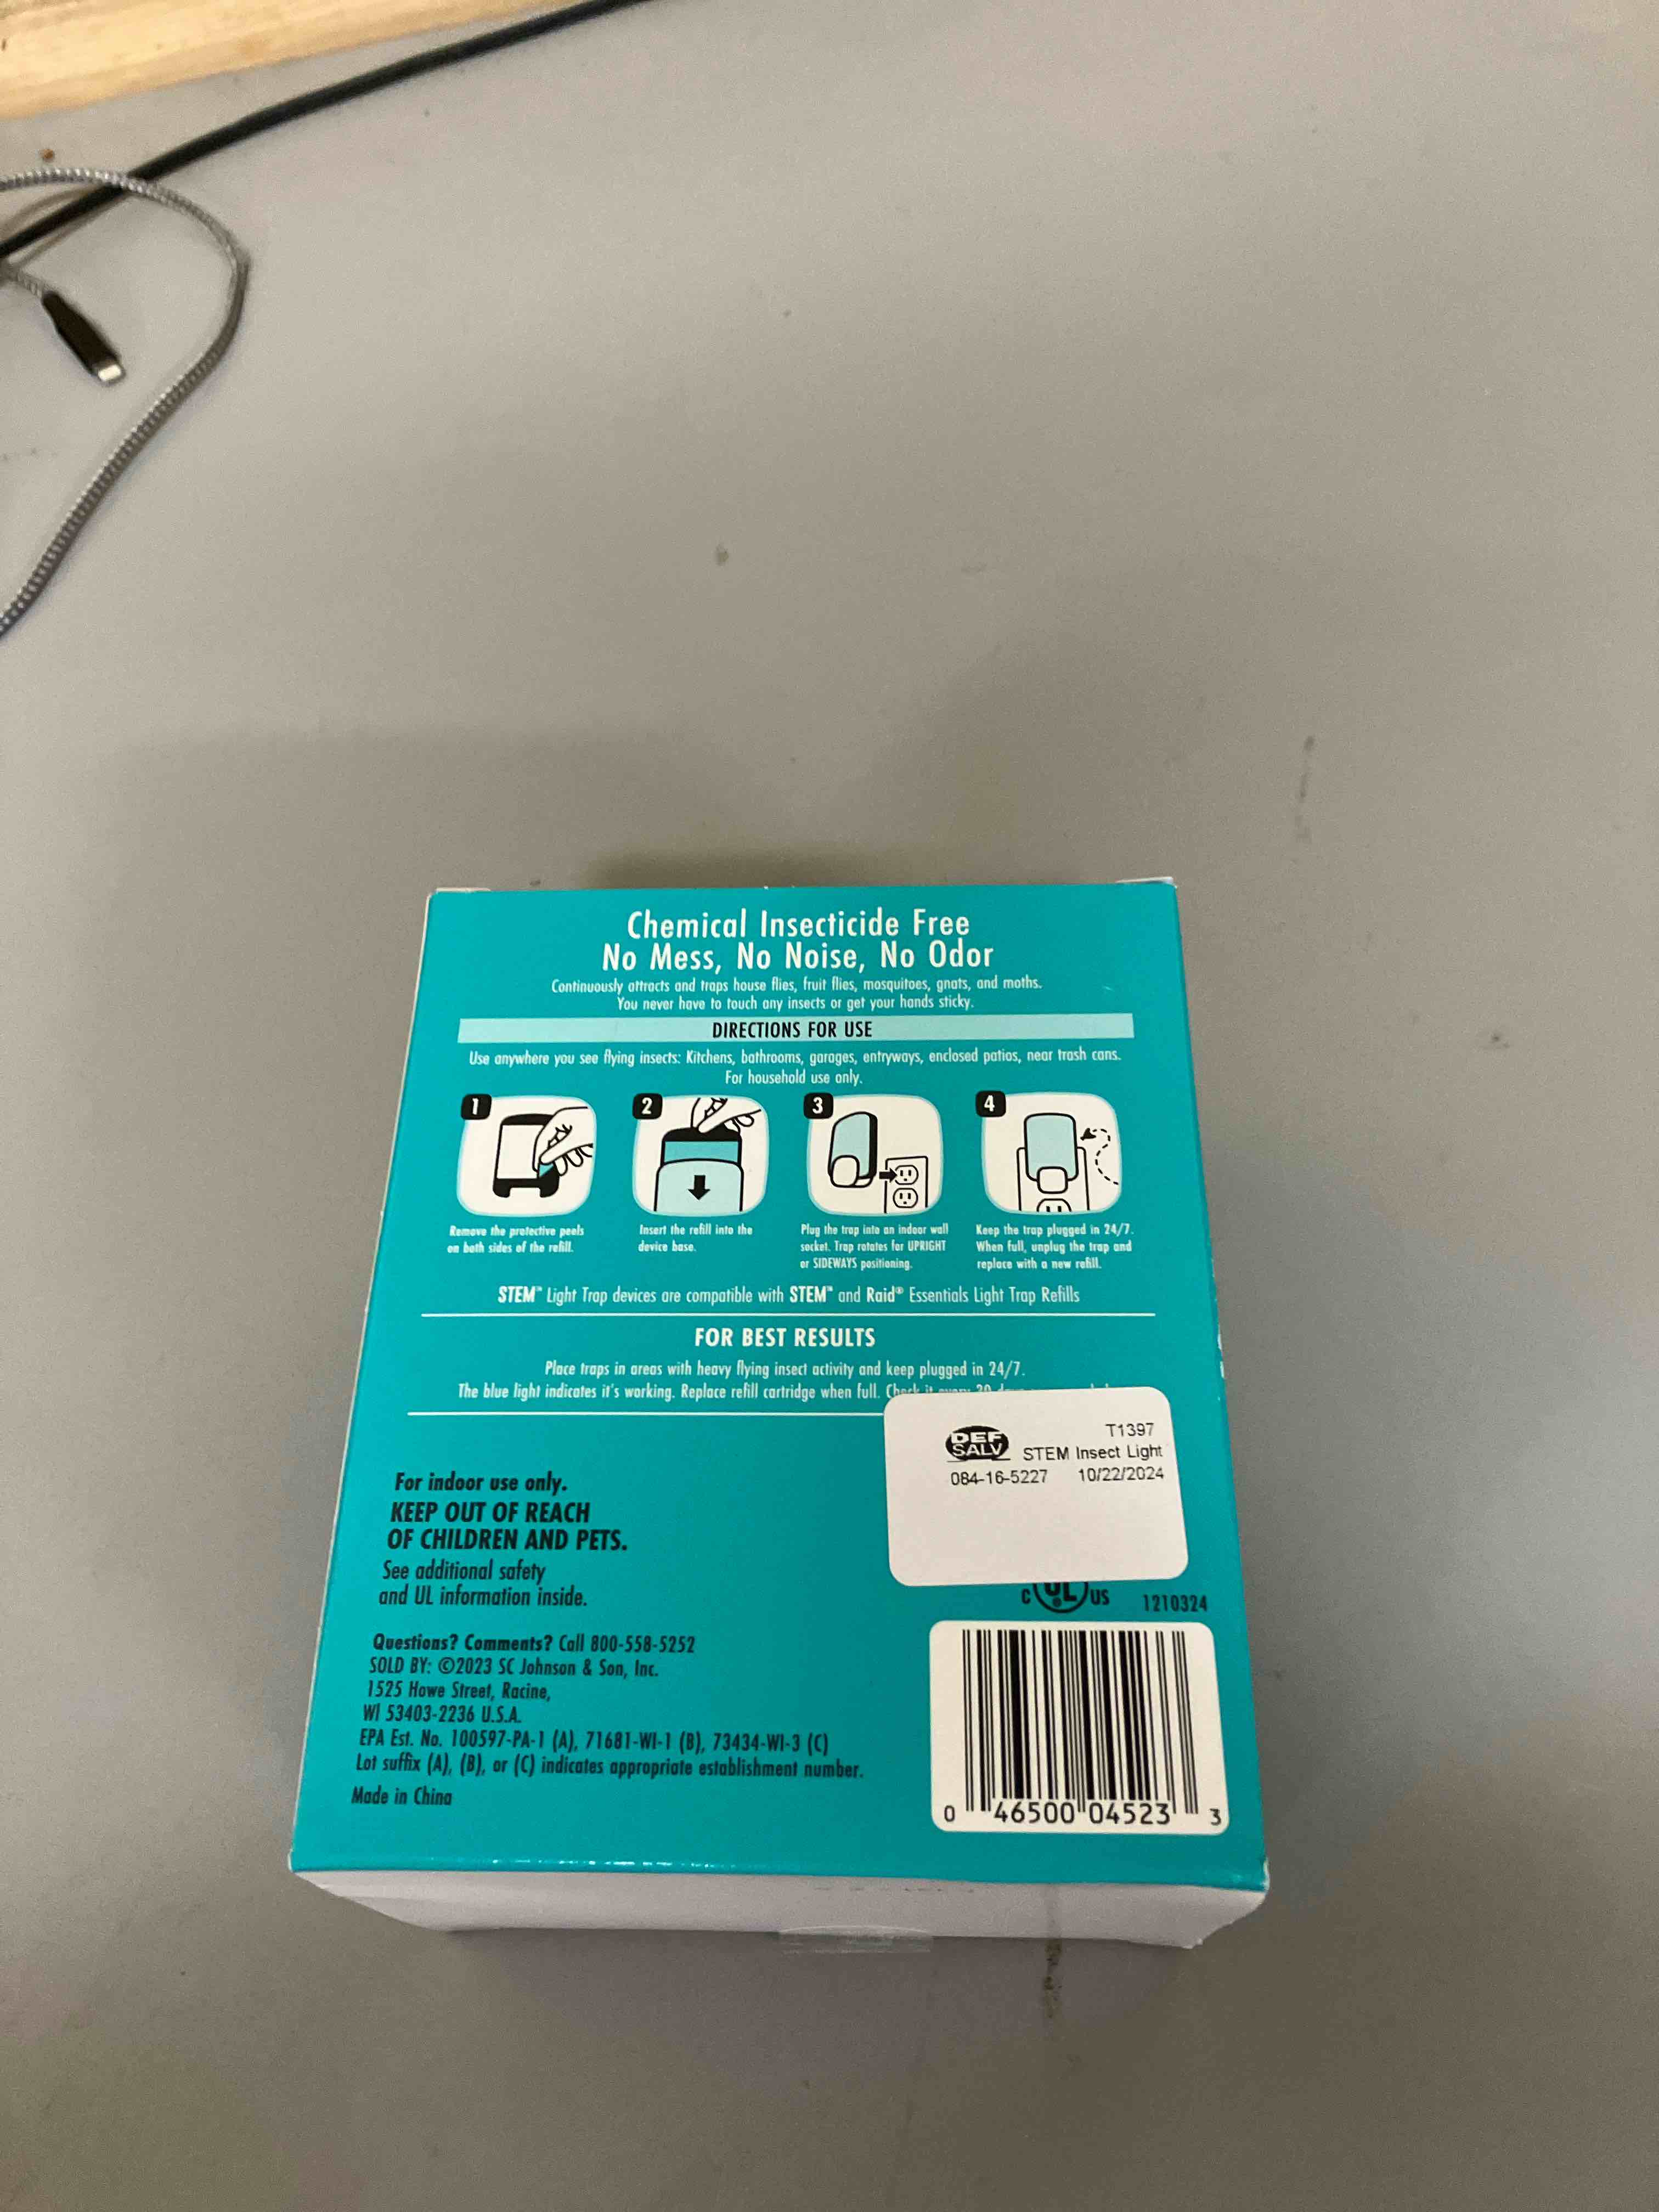 Chemical Insecticide Free
No Mess, No Noise, No Odor
Continuously attracts and traps house flies, fruit flies, mosquitoes, gnats, and moths.
You never have to touch any insects or get your hands sticky.
DIRECTIONS FOR USE
Use anywhere you see flying insects: Kitchens, bathrooms, garages, entryways, enclosed patios, near trash cans.
For household use only.
1
Remove the protective peels
on both sides of the refill.
2
Insert the refill into the
device base.
3
Plug the trap into an indoor wall
socket. Trap rotates for UPRIGHT
or SIDEWAYS positioning.
4
Keep the trap plugged in 24/7.
When full, unplug the trap and
replace with a new refill.
STEM™ Light Trap devices are compatible with STEM™ and Raid® Essentials Light Trap Refills
FOR BEST RESULTS
Place traps in areas with heavy flying insect activity and keep plugged in 24/7.
The blue light indicates it's working. Replace refill cartridge when full. Check it every 30
DEF
SALV
T1397
STEM Insect Light
084-16-5227 10/22/2024
For indoor use only.
KEEP OUT OF REACH
OF CHILDREN AND PETS.
See additional safety
and UL information inside.
C UL US 1210324
Questions? Comments? Call 800-558-5252
SOLD BY: ©2023 SC Johnson & Son, Inc.
1525 Howe Street, Racine,
WI 53403-2236 U.S.A.
EPA Est. No. 100597-PA-1 (A), 71681-WI-1 (B), 73434-WI-3 (C)
Lot suffix (A), (B), or (C) indicates appropriate establishment number.
Made in China
0 46500 04523 3